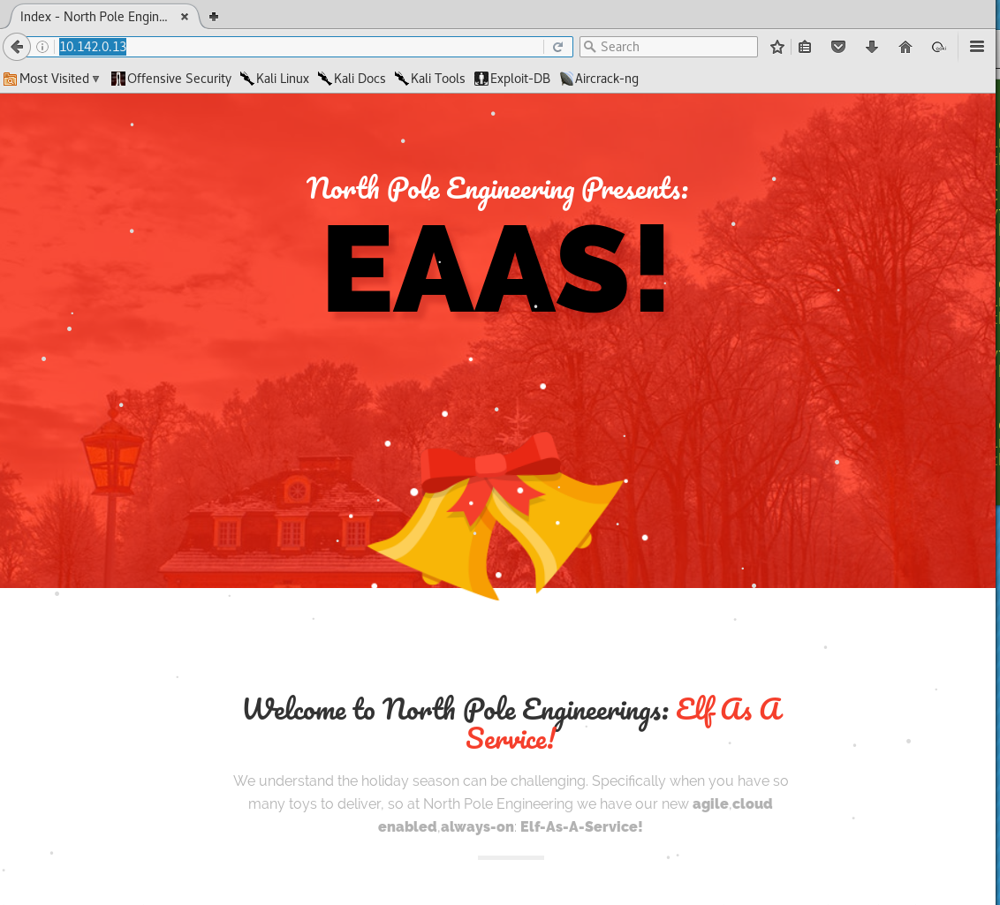 Index - North Pole Engin...
10.142.0.13
Search
Most Visited Offensive Security Kali Linux Kali Docs Kali Tools Exploit-DB Aircrack-ng
North Pole Engineering Presents:
EAAS!
Welcome to North Pole Engineerings: Elf As A
Service!
We understand the holiday season can be challenging. Specifically when you have so
many toys to deliver, so at North Pole Engineering we have our new agile,cloud
enabled,always-on: Elf-As-A-Service!